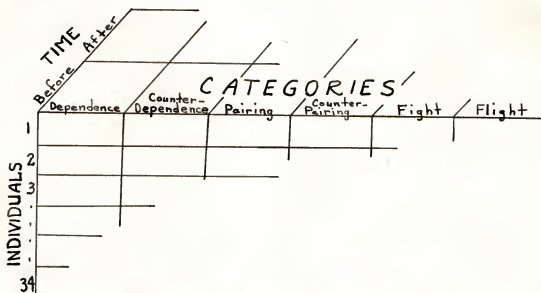 TIME
Before After
CATEGORIES
Dependence Counter-Dependence Pairing Counter-Pairing Fight Flight
INDIVIDUALS
1
2
3
.
.
.
34